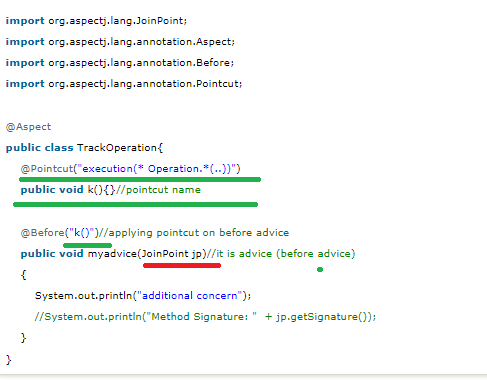 import org.aspectj.lang.JoinPoint;
import org.aspectj.lang.annotation.Aspect;
import org.aspectj.lang.annotation.Before;
import org.aspectj.lang.annotation.Pointcut;
@Aspect
public class TrackOperation{
@Pointcut("execution(* Operation.*(..))")
public void k(){}//pointcut name
@Before("k()")//applying pointcut on before advice
public void myadvice(JoinPoint jp)//it is advice (before advice)
{
System.out.println("additional concern");
//System.out.println("Method Signature: " + jp.getSignature());
}
}